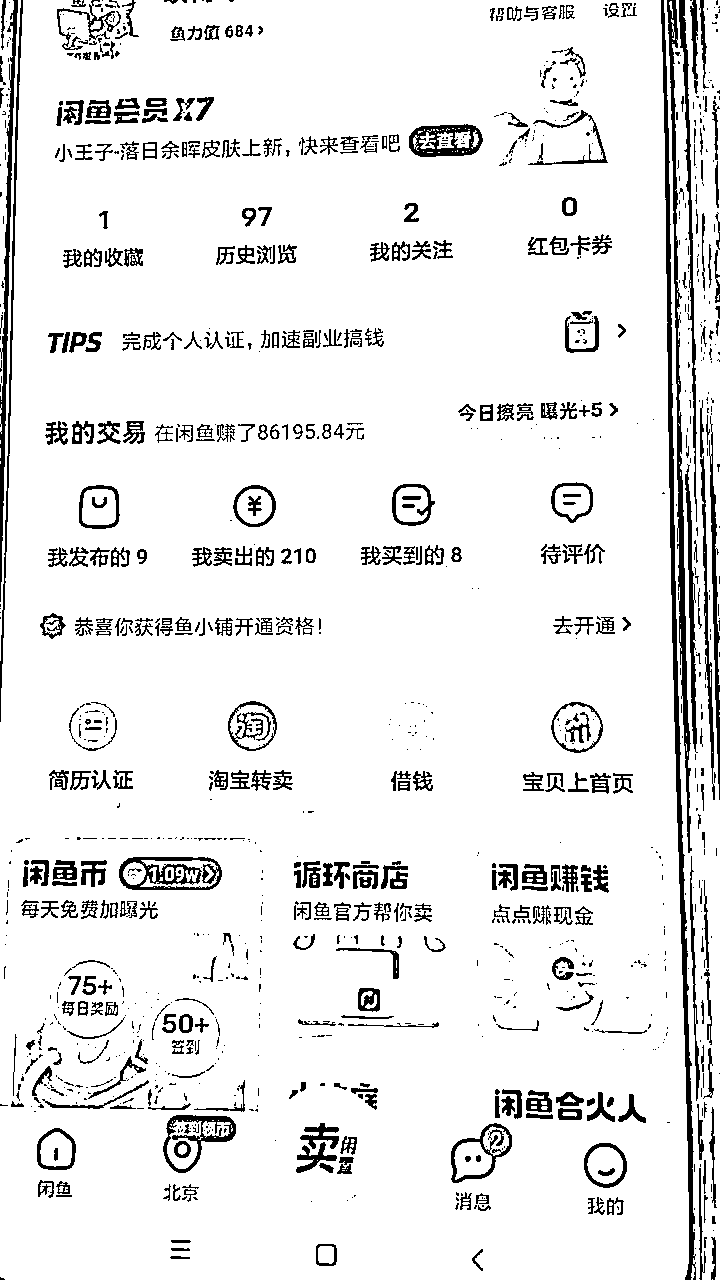 鱼力值 684›
帮助与客服 设置
闲鱼会员 X7
小王子-落日余晖皮肤上新，快来查看吧 去查看
1 97 2 0
我的收藏 历史浏览 我的关注 红包卡券
TIPS 完成个人认证，加速副业搞钱
我的交易 在闲鱼赚了86195.84元 今日擦亮 曝光+5
我发布的 9 我卖出的 210 我买到的 8 待评价
恭喜你获得鱼小铺开通资格！ 去开通
简历认证 淘宝转卖 借钱 宝贝上首页
闲鱼币 1.09w 循环商店 闲鱼赚钱
每天免费加曝光 闲鱼官方帮你卖 点点赚现金
75+
每日奖励
50+
签到
闲鱼合火人
签到领币
卖闲置
2
闲鱼 北京 消息 我的